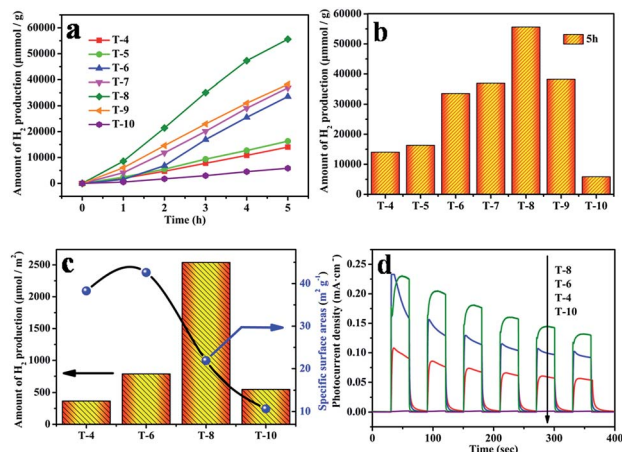 a
T-4
T-5
T-6
T-7
T-8
T-9
T-10
Amount of H2 production (μmmol / g)
60000
50000
40000
30000
20000
10000
0
0 1 2 3 4 5
Time (h)
b
5h
Amount of H2 production (μmmol / g)
60000
50000
40000
30000
20000
10000
0
T-4 T-5 T-6 T-7 T-8 T-9 T-10
c
Amount of H2 production (μmol / m2)
2500
2000
1500
1000
500
0
T-4 T-6 T-8 T-10
Specific surface areas (m2 g-1)
40
30
20
10
d
T-8
T-6
T-4
T-10
Photocurrent density (mA·cm-2)
0.25
0.20
0.15
0.10
0.05
0.00
0 100 200 300 400
Time (sec)